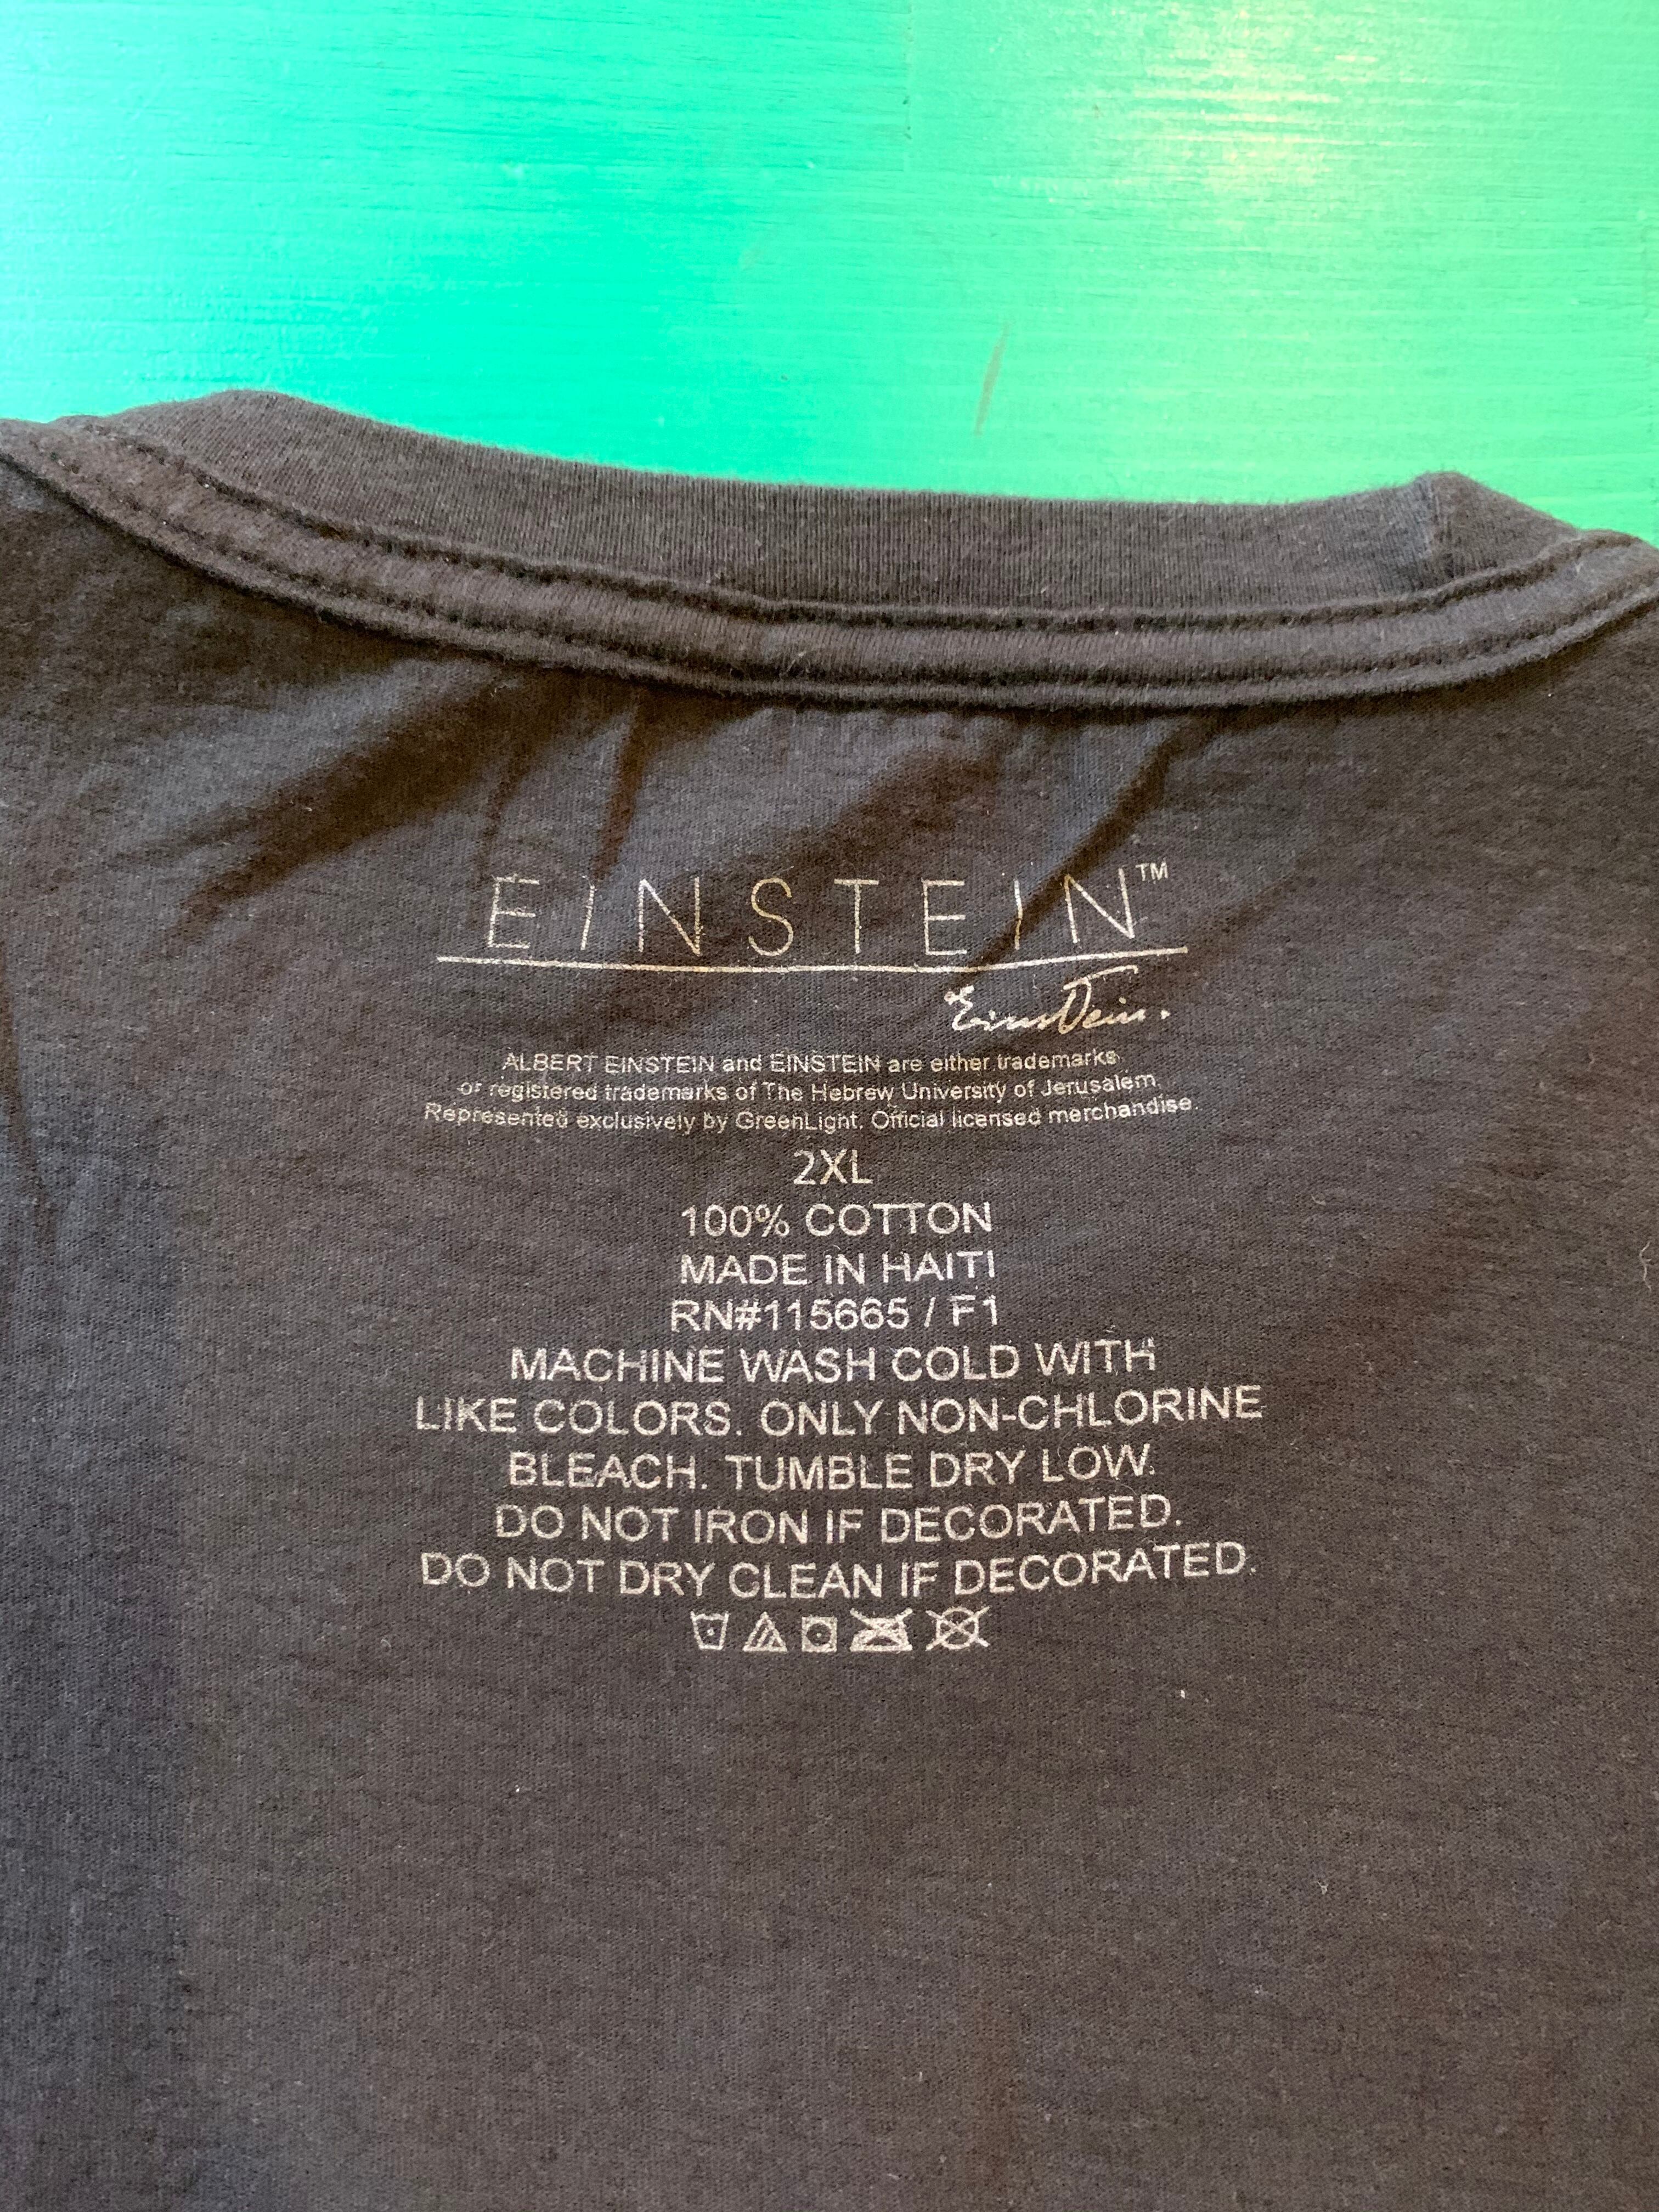 EINSTEIN™
Einstein.
ALBERT EINSTEIN and EINSTEIN are either trademarks
or registered trademarks of The Hebrew University of Jerusalem.
Represented exclusively by GreenLight. Official licensed merchandise.
2XL
100% COTTON
MADE IN HAITI
RN#115665 / F1
MACHINE WASH COLD WITH
LIKE COLORS. ONLY NON-CHLORINE
BLEACH. TUMBLE DRY LOW.
DO NOT IRON IF DECORATED.
DO NOT DRY CLEAN IF DECORATED.